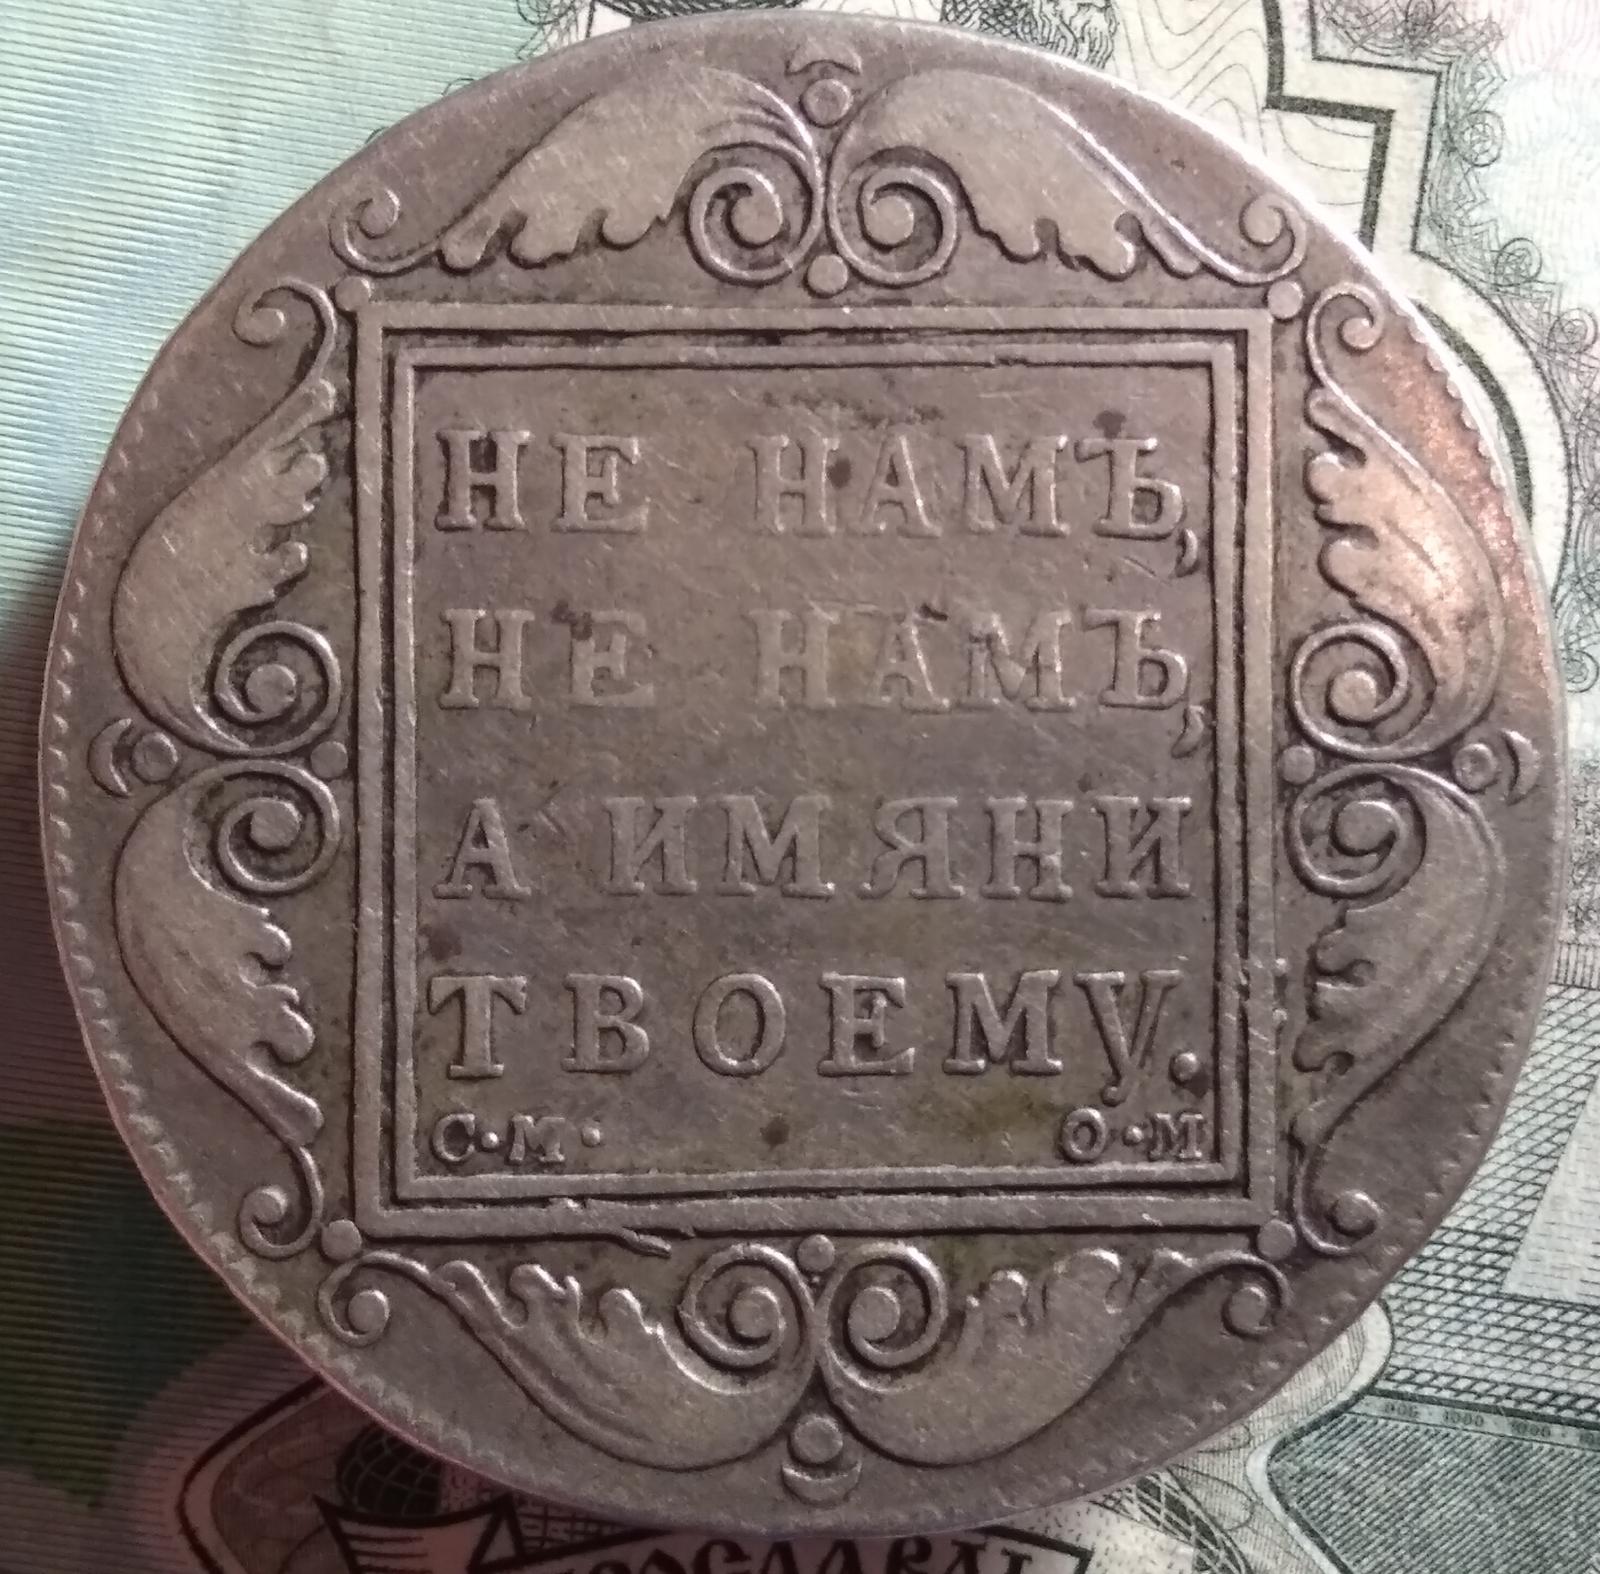 НЕ НАМЪ,
НЕ НАМЪ,
А ИМЯНИ
ТВОЕМУ.
С·М· О·М